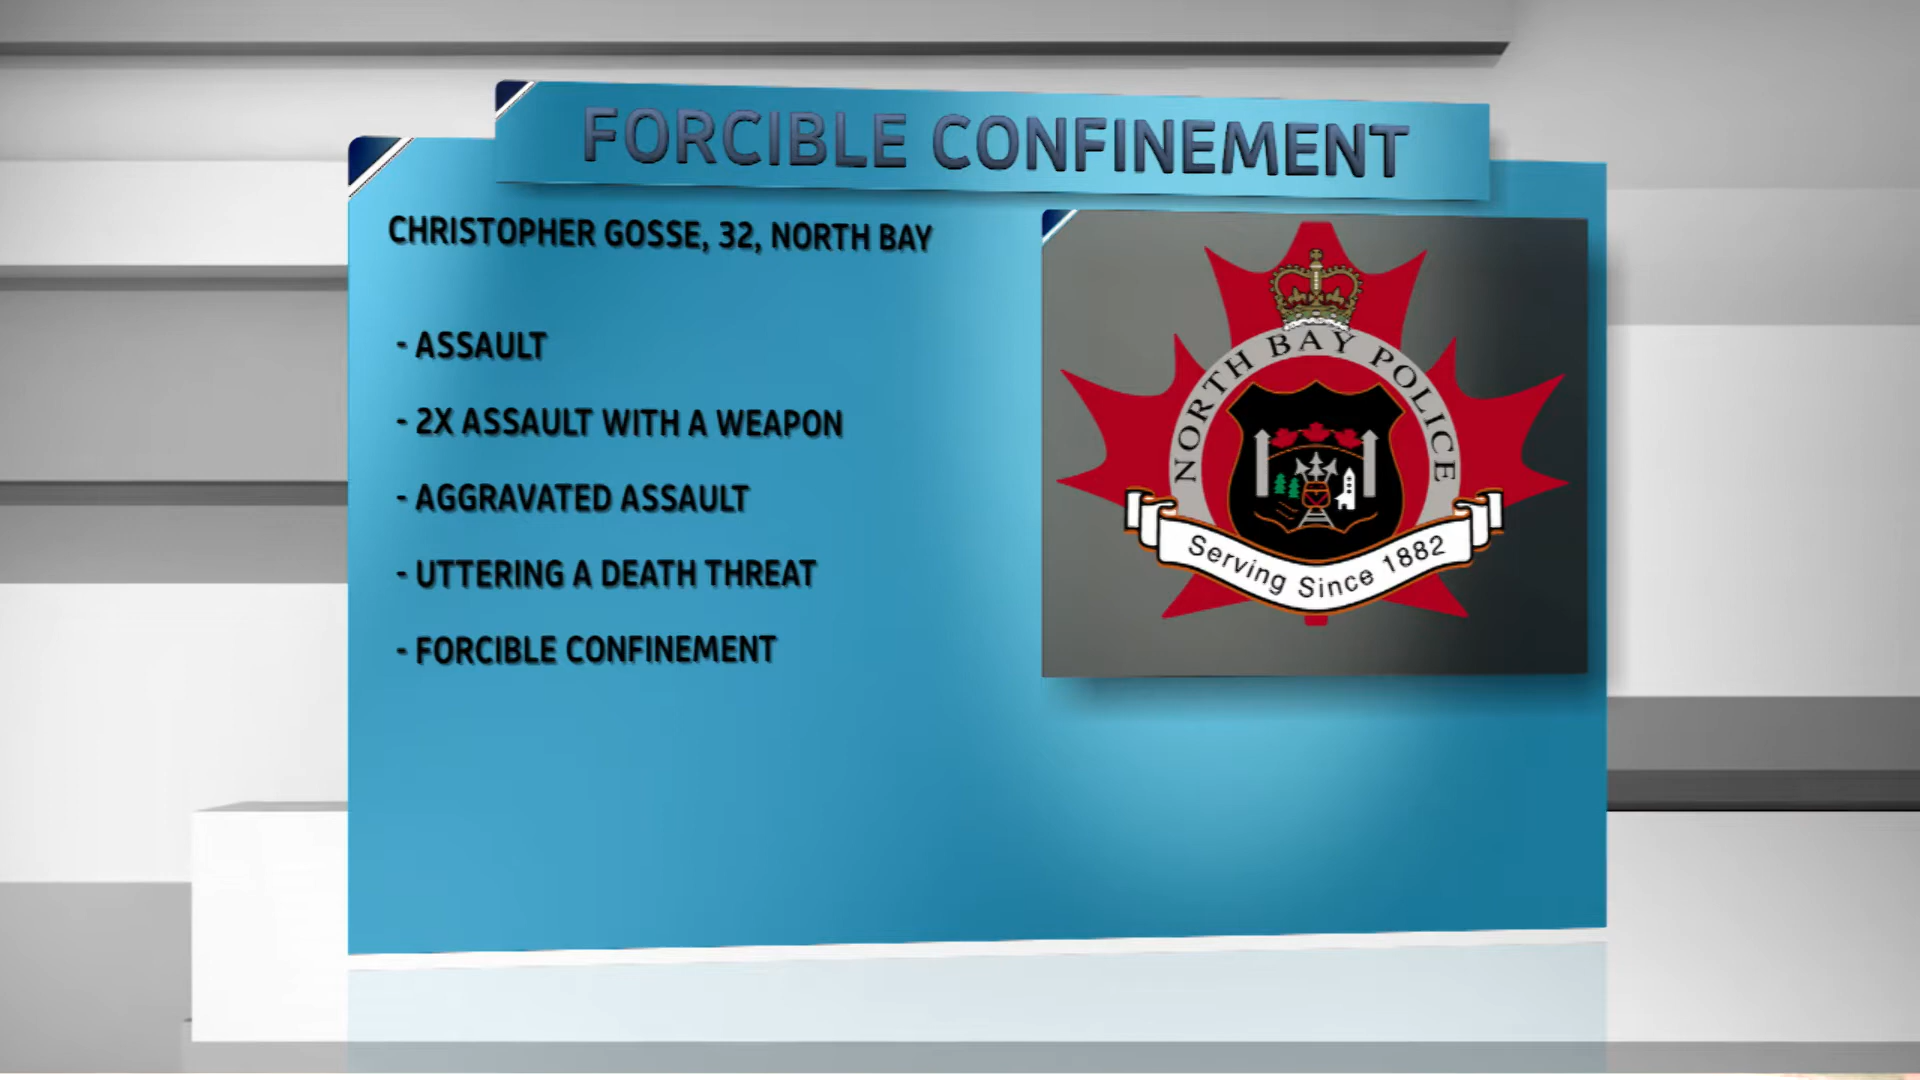 FORCIBLE CONFINEMENT
CHRISTOPHER GOSSE, 32, NORTH BAY
- ASSAULT
- 2X ASSAULT WITH A WEAPON
- AGGRAVATED ASSAULT
- UTTERING A DEATH THREAT
- FORCIBLE CONFINEMENT
NORTH BAY POLICE
Serving Since 1882